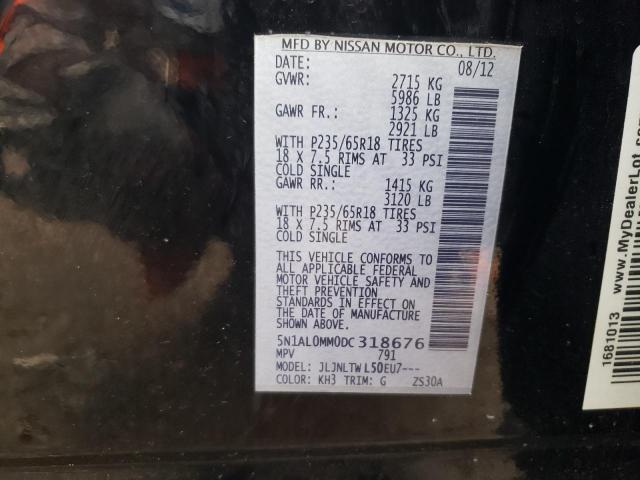 MFD BY NISSAN MOTOR CO., LTD.
DATE: 08/12
GVWR: 2715 KG
5986 LB
GAWR FR.: 1325 KG
2921 LB
WITH P235/65R18 TIRES
18 X 7.5 RIMS AT 33 PSI
COLD SINGLE
GAWR RR.: 1415 KG
3120 LB
WITH P235/65R18 TIRES
18 X 7.5 RIMS AT 33 PSI
COLD SINGLE
THIS VEHICLE CONFORMS TO
ALL APPLICABLE FEDERAL
MOTOR VEHICLE SAFETY AND
THEFT PREVENTION
STANDARDS IN EFFECT ON
THE DATE OF MANUFACTURE
SHOWN ABOVE.
5N1AL0MM0DC318676
MPV 791
MODEL: JLJNLTWL50EU7---
COLOR: KH3 TRIM: G ZS30A
1681013
www.MyDealerLot